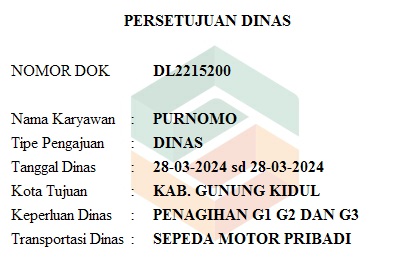 PERSETUJUAN DINAS
NOMOR DOK DL2215200
Nama Karyawan : PURNOMO
Tipe Pengajuan : DINAS
Tanggal Dinas : 28-03-2024 sd 28-03-2024
Kota Tujuan : KAB. GUNUNG KIDUL
Keperluan Dinas : PENAGIHAN G1 G2 DAN G3
Transportasi Dinas : SEPEDA MOTOR PRIBADI